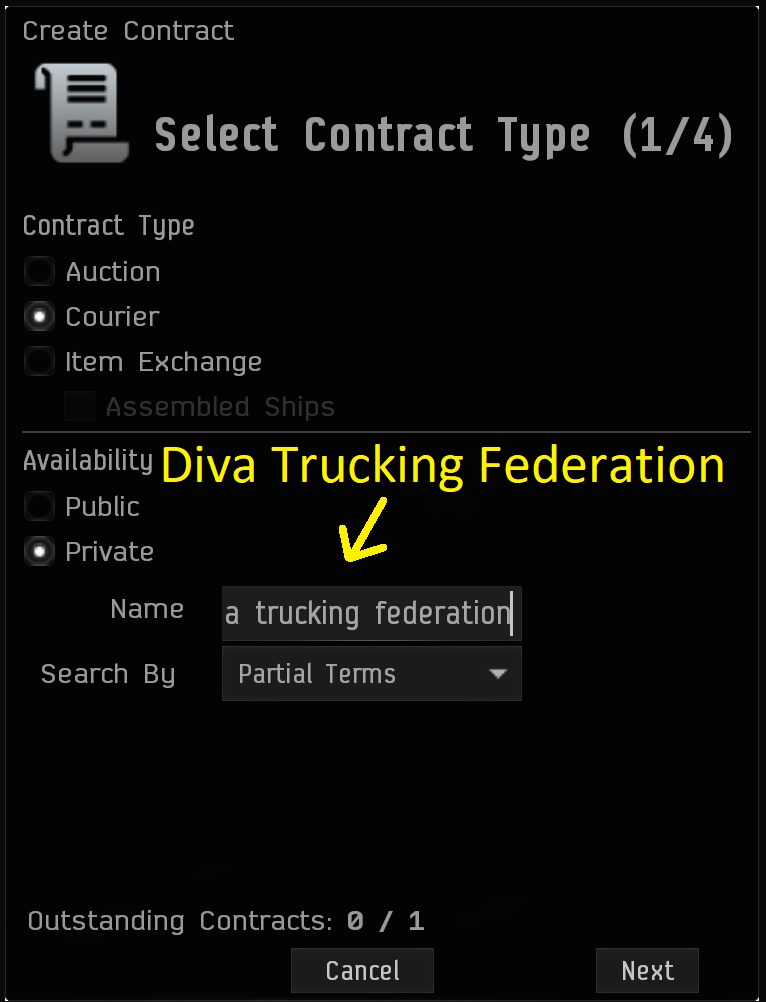 Create Contract
Select Contract Type (1/4)
Contract Type
Auction
Courier
Item Exchange
Assembled Ships
Availability
Diva Trucking Federation
Public
Private
Name
a trucking federation
Search By
Partial Terms
Outstanding Contracts: 0 / 1
Cancel
Next